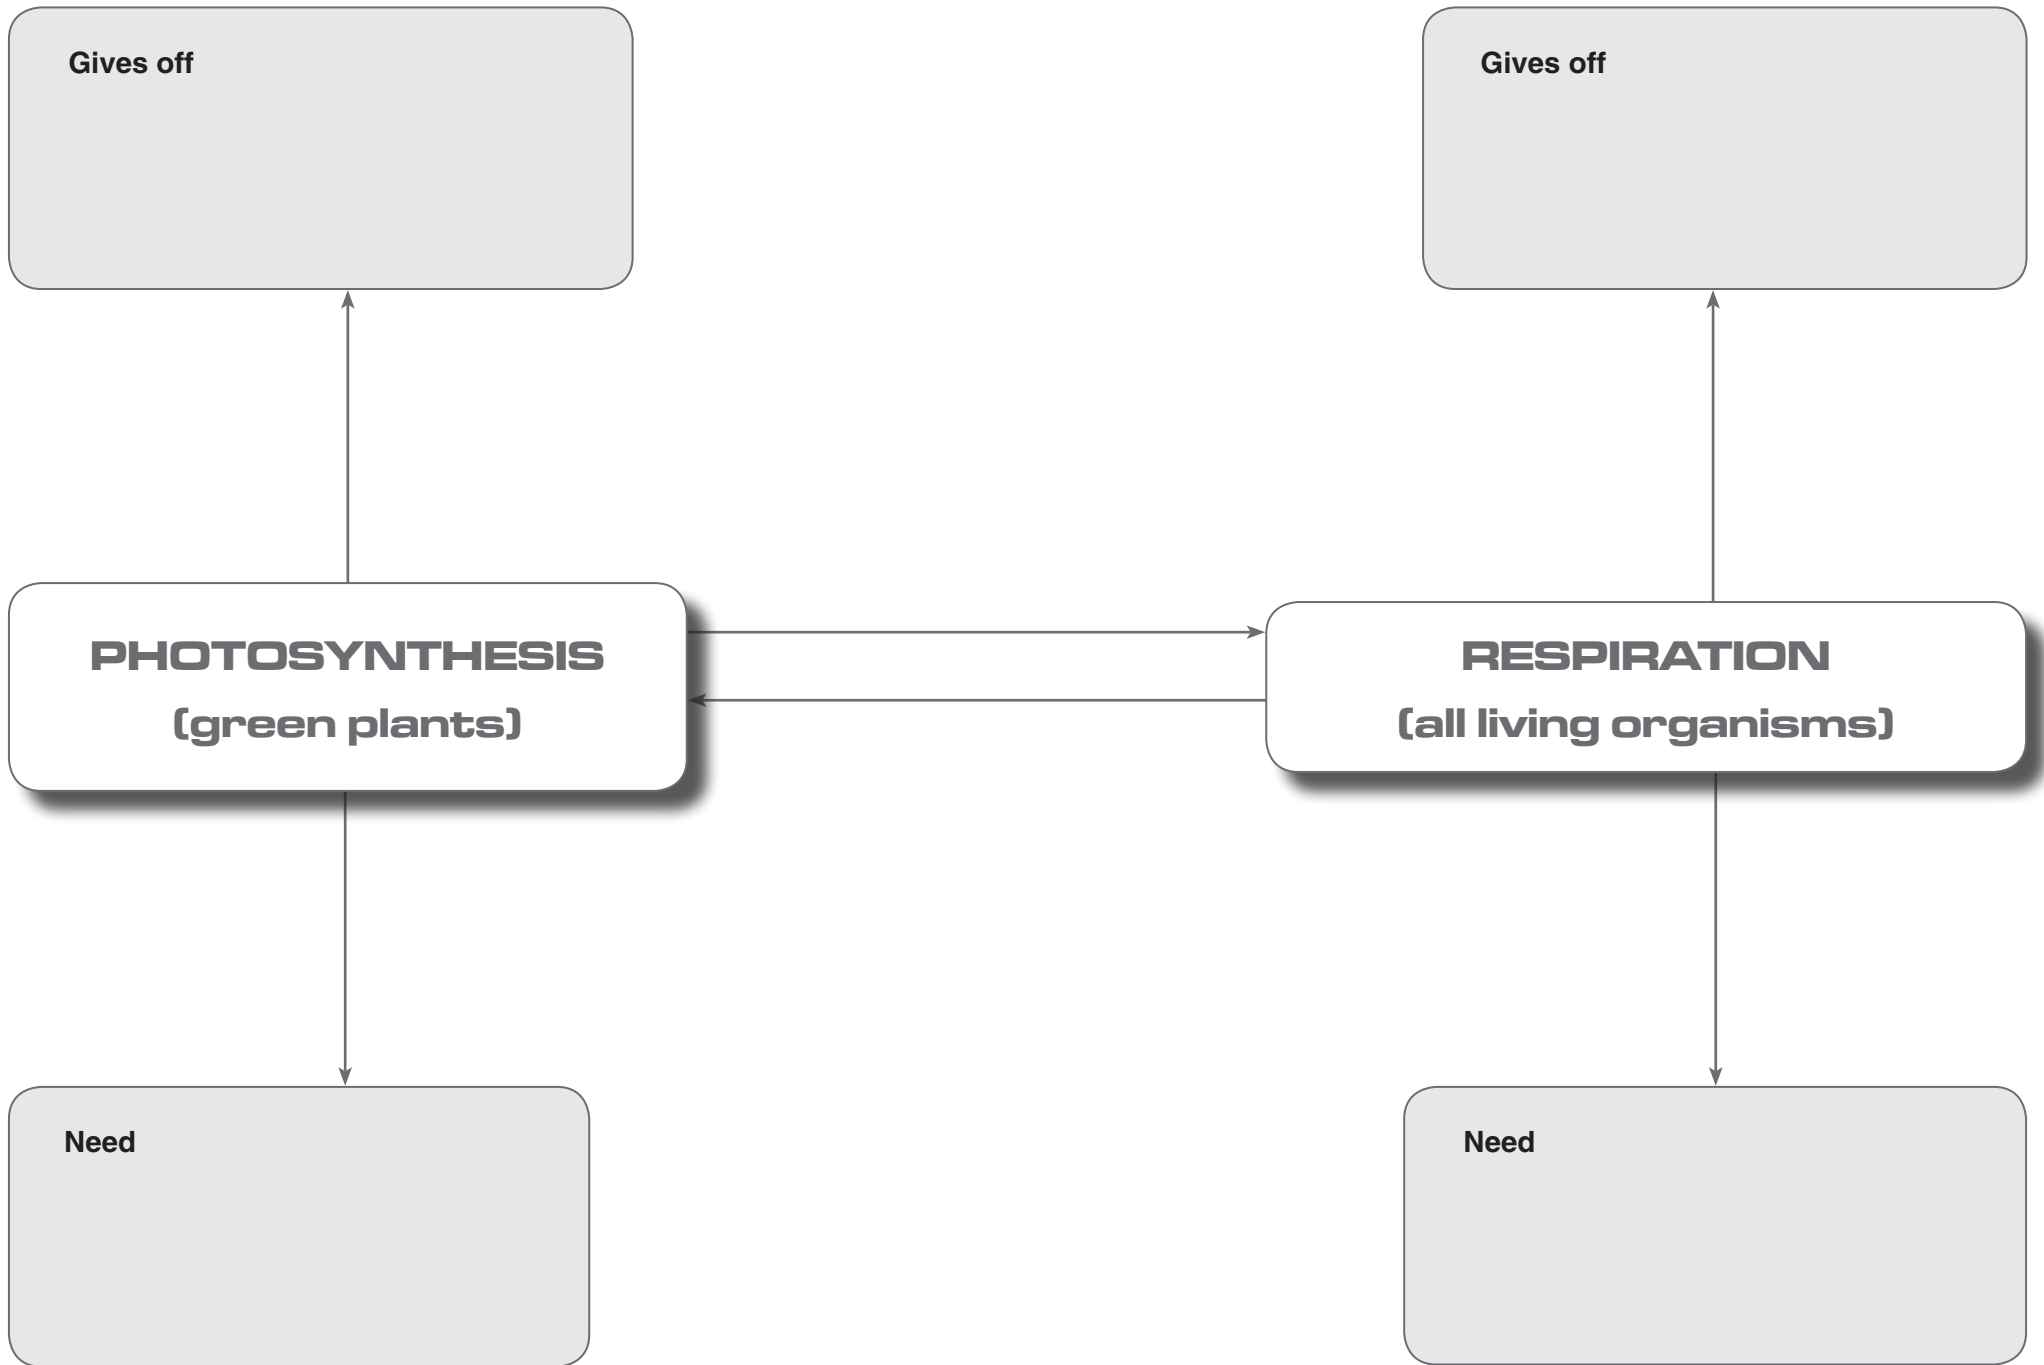 Gives off
Gives off
PHOTOSYNTHESIS
(green plants)
RESPIRATION
(all living organisms)
Need
Need